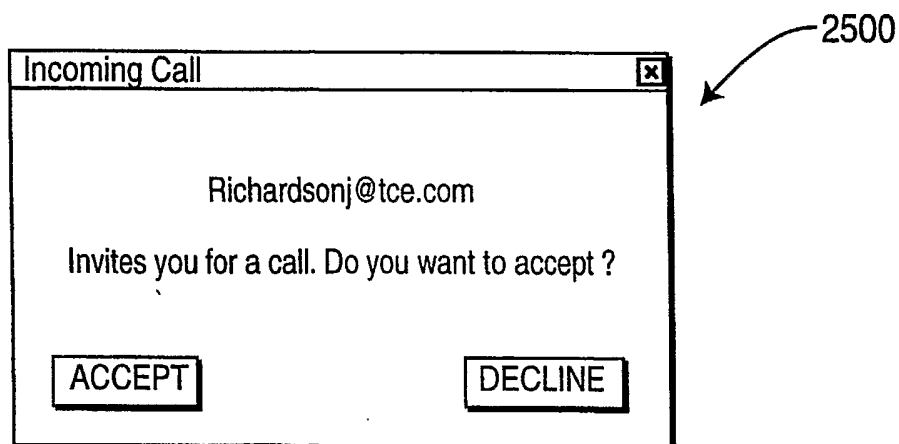 2500
Incoming Call
Richardsonj@tce.com
Invites you for a call. Do you want to accept ?
ACCEPT DECLINE